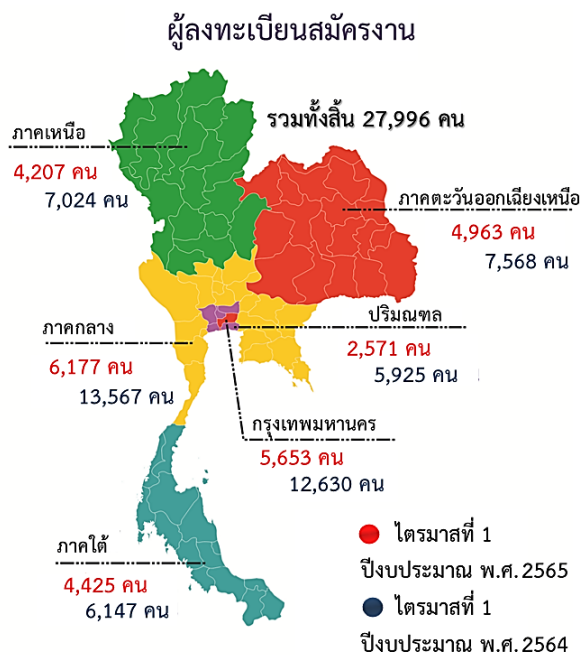 ผู้ลงทะเบียนสมัครงาน
รวมทั้งสิ้น 27,996 คน
ภาคเหนือ
4,207 คน
7,024 คน
ภาคตะวันออกเฉียงเหนือ
4,963 คน
7,568 คน
ภาคกลาง
6,177 คน
13,567 คน
ปริมณฑล
2,571 คน
5,925 คน
กรุงเทพมหานคร
5,653 คน
12,630 คน
ภาคใต้
4,425 คน
6,147 คน
ไตรมาสที่ 1
ปีงบประมาณ พ.ศ. 2565
ไตรมาสที่ 1
ปีงบประมาณ พ.ศ. 2564